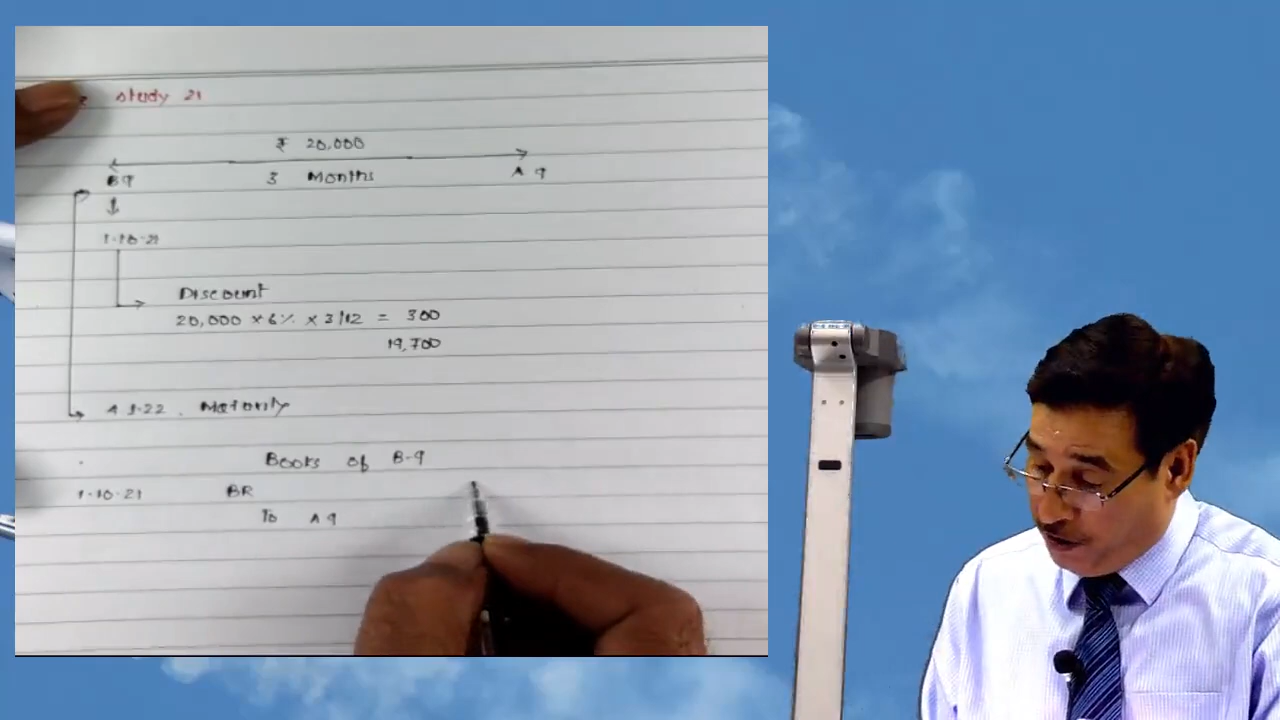 study 21
₹ 20,000
B9 3 Months A 9
1-10-21
Discount
20,000 × 6% × 3/12 = 300
19,700
4 1-22. Maturity
Books of B-9
1-10-21 BR
To A 9